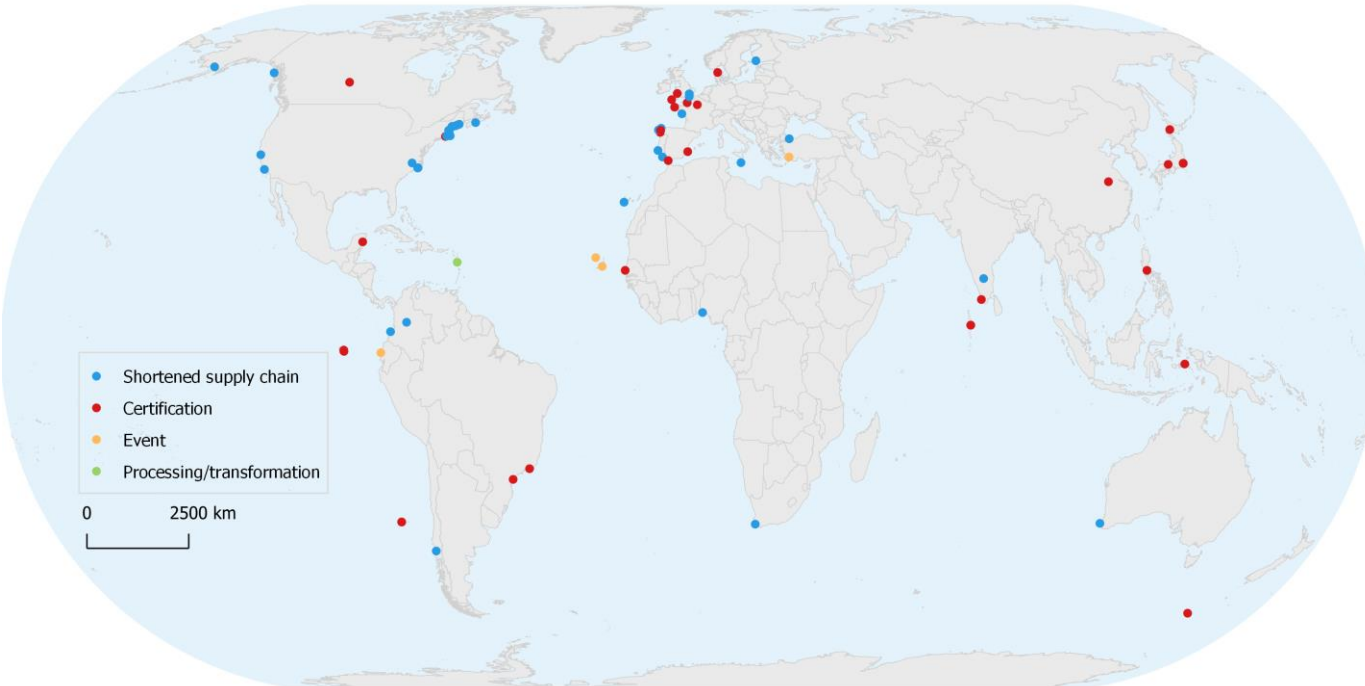 Shortened supply chain
Certification
Event
Processing/transformation
0 2500 km